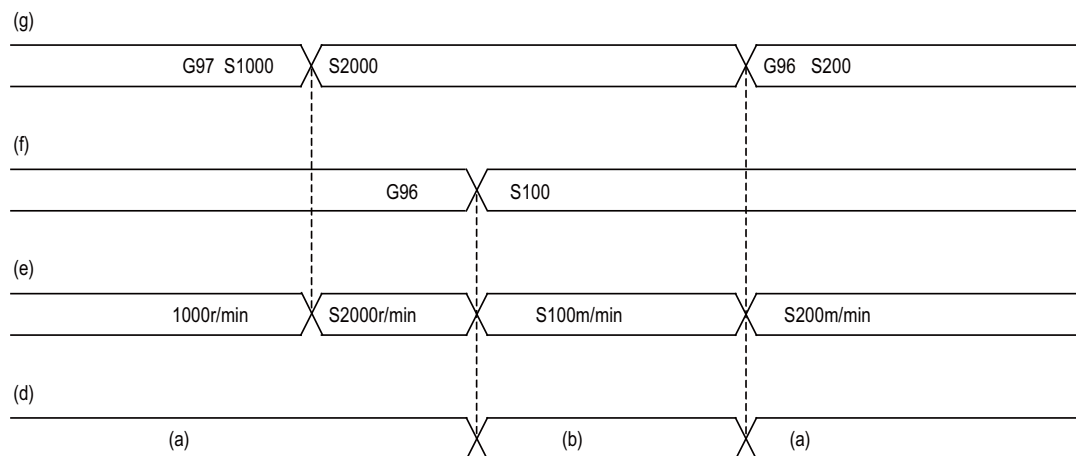 (g)
G97 S1000 S2000 G96 S200
(f)
G96 S100
(e)
1000r/min S2000r/min S100m/min S200m/min
(d)
(a) (b) (a)